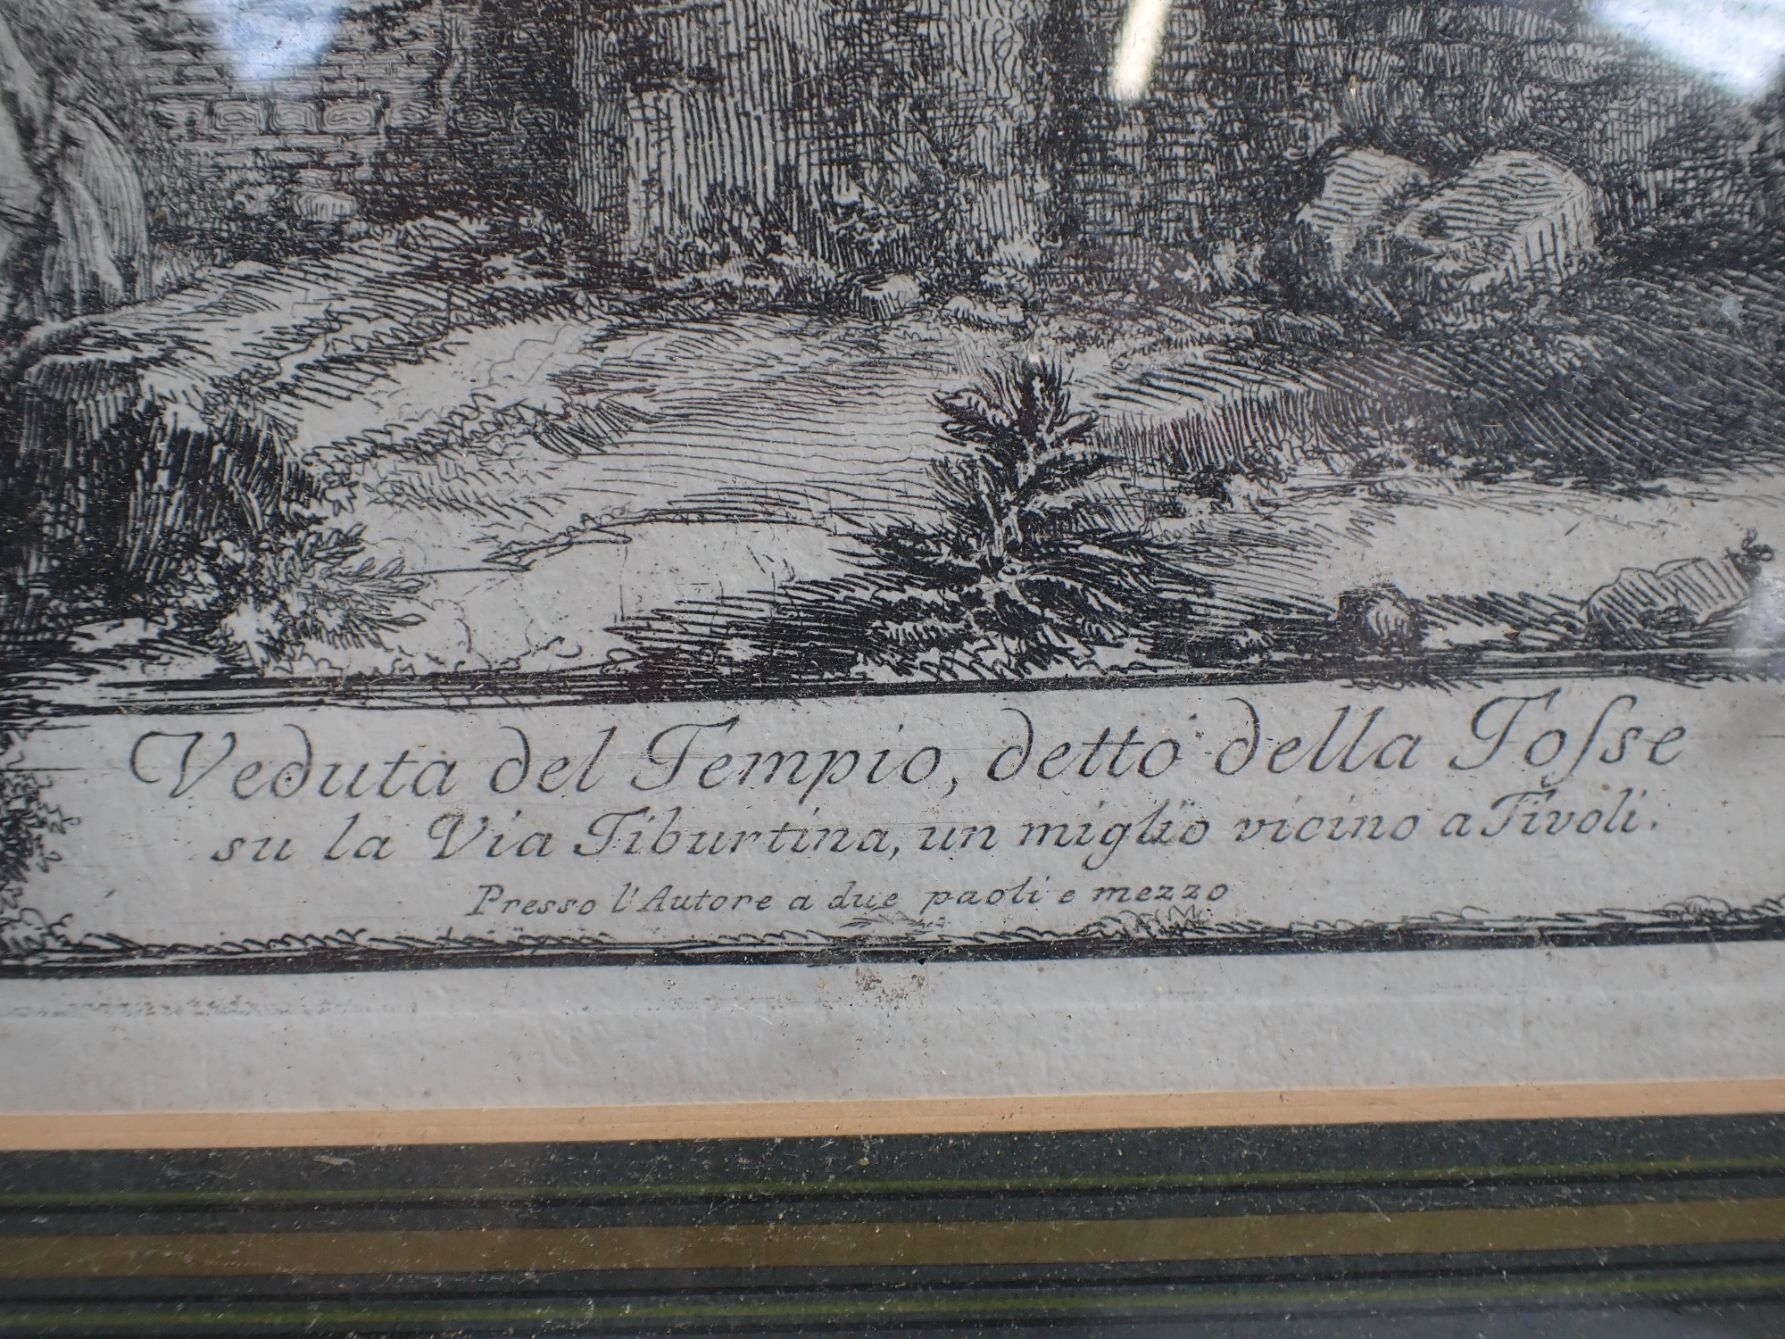 Veduta del Tempio, detto della Toſse
su la Via Tiburtina, un miglio vicino a Tivoli.
Presso l'Autore a due paoli e mezzo